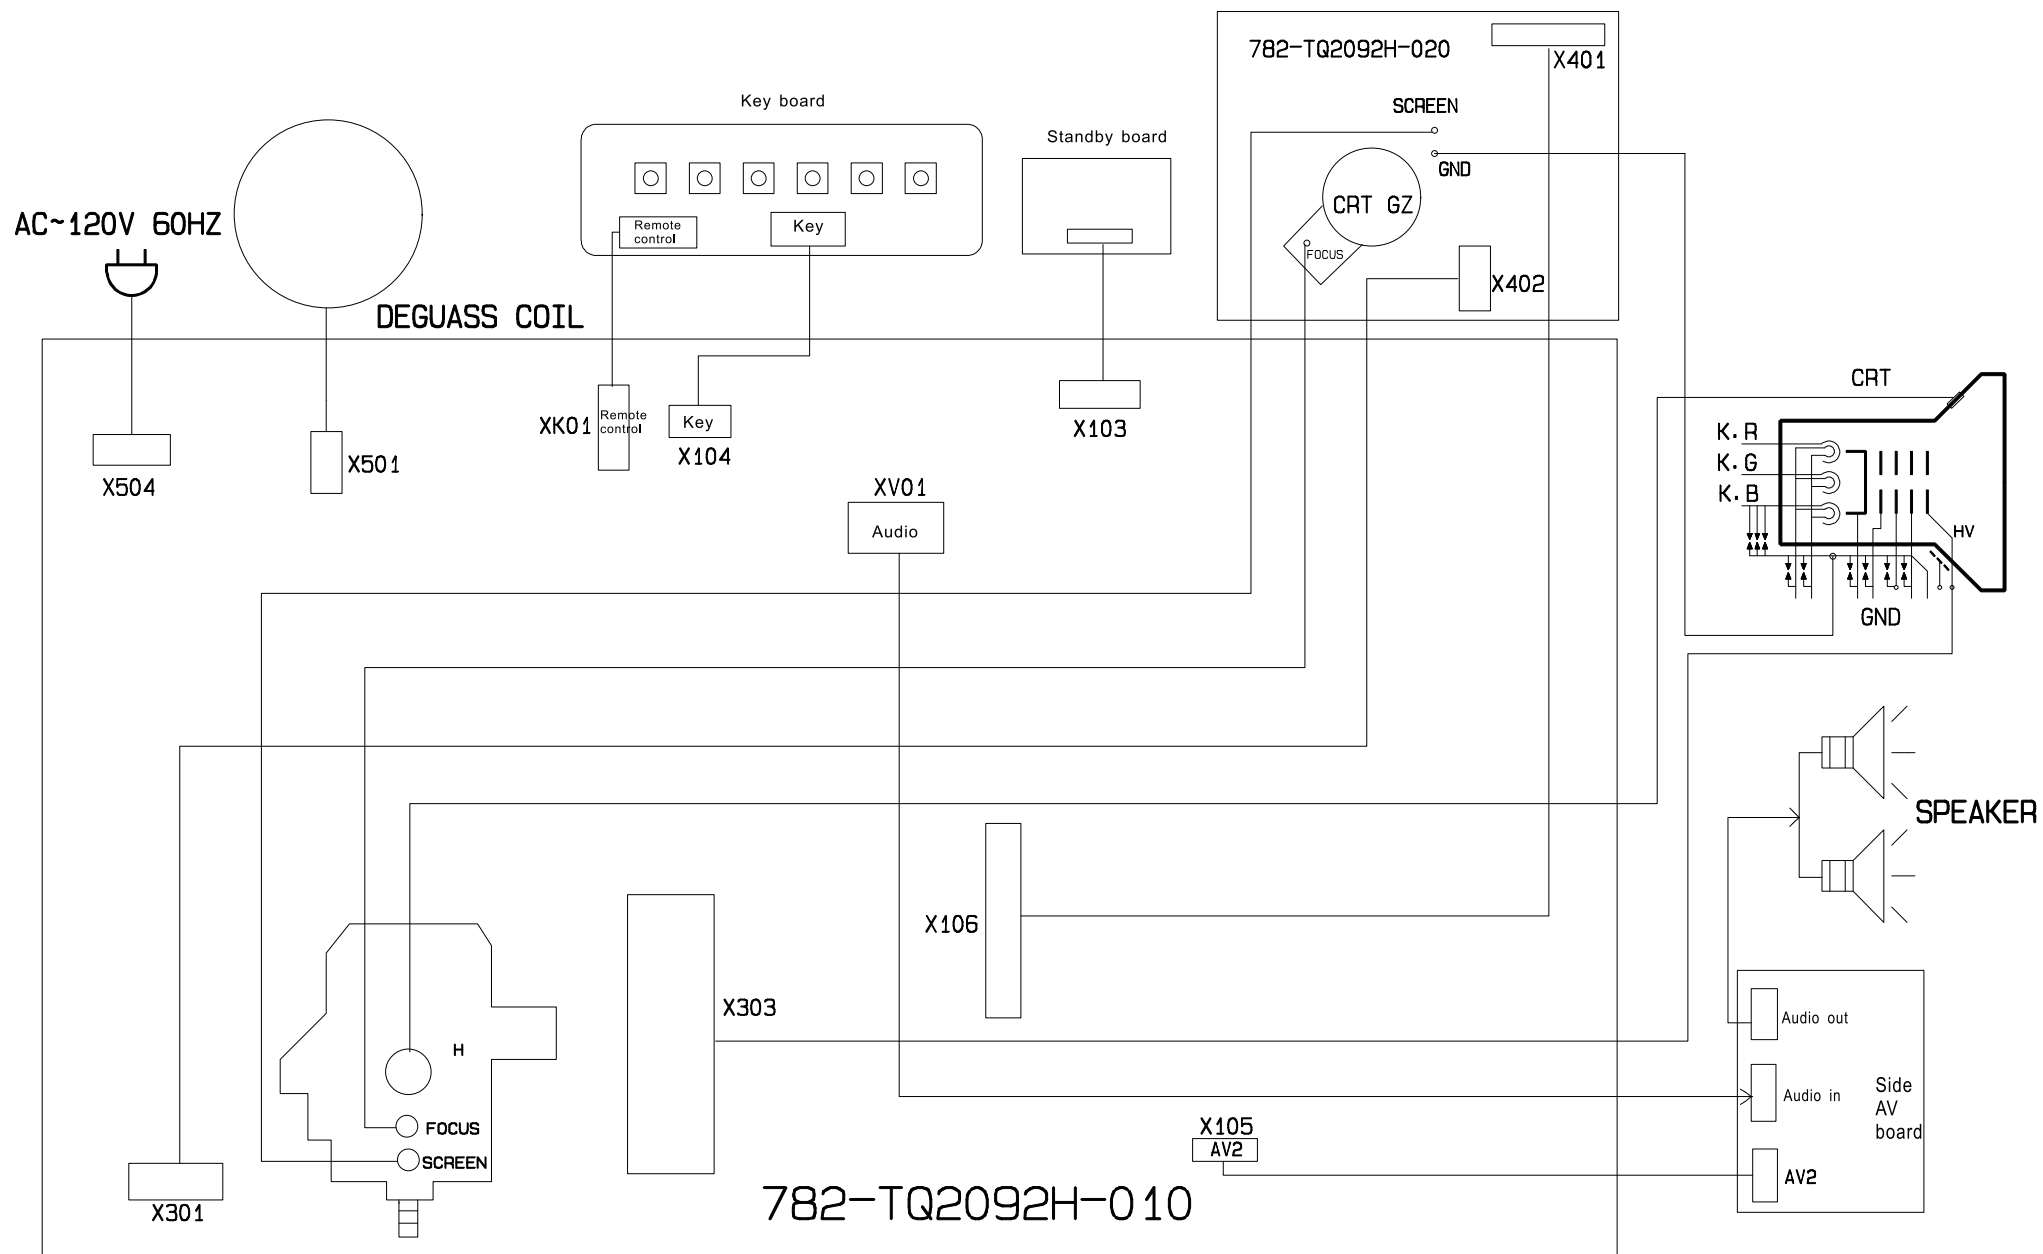 782-TQ2092H-020
X401
Key board
SCREEN
Standby board
GND
CRT GZ
AC~120V 60HZ
Remote
control
Key
FOCUS
X402
DEGUASS COIL
CRT
XK01
Remote
control
Key
X103
K.R
X104
X501
K.G
X504
XV01
K.B
Audio
HV
GND
SPEAKER
X106
X303
Audio out
H
Side
AV
board
Audio in
FOCUS
X105
AV2
SCREEN
AV2
782-TQ2092H-010
X301